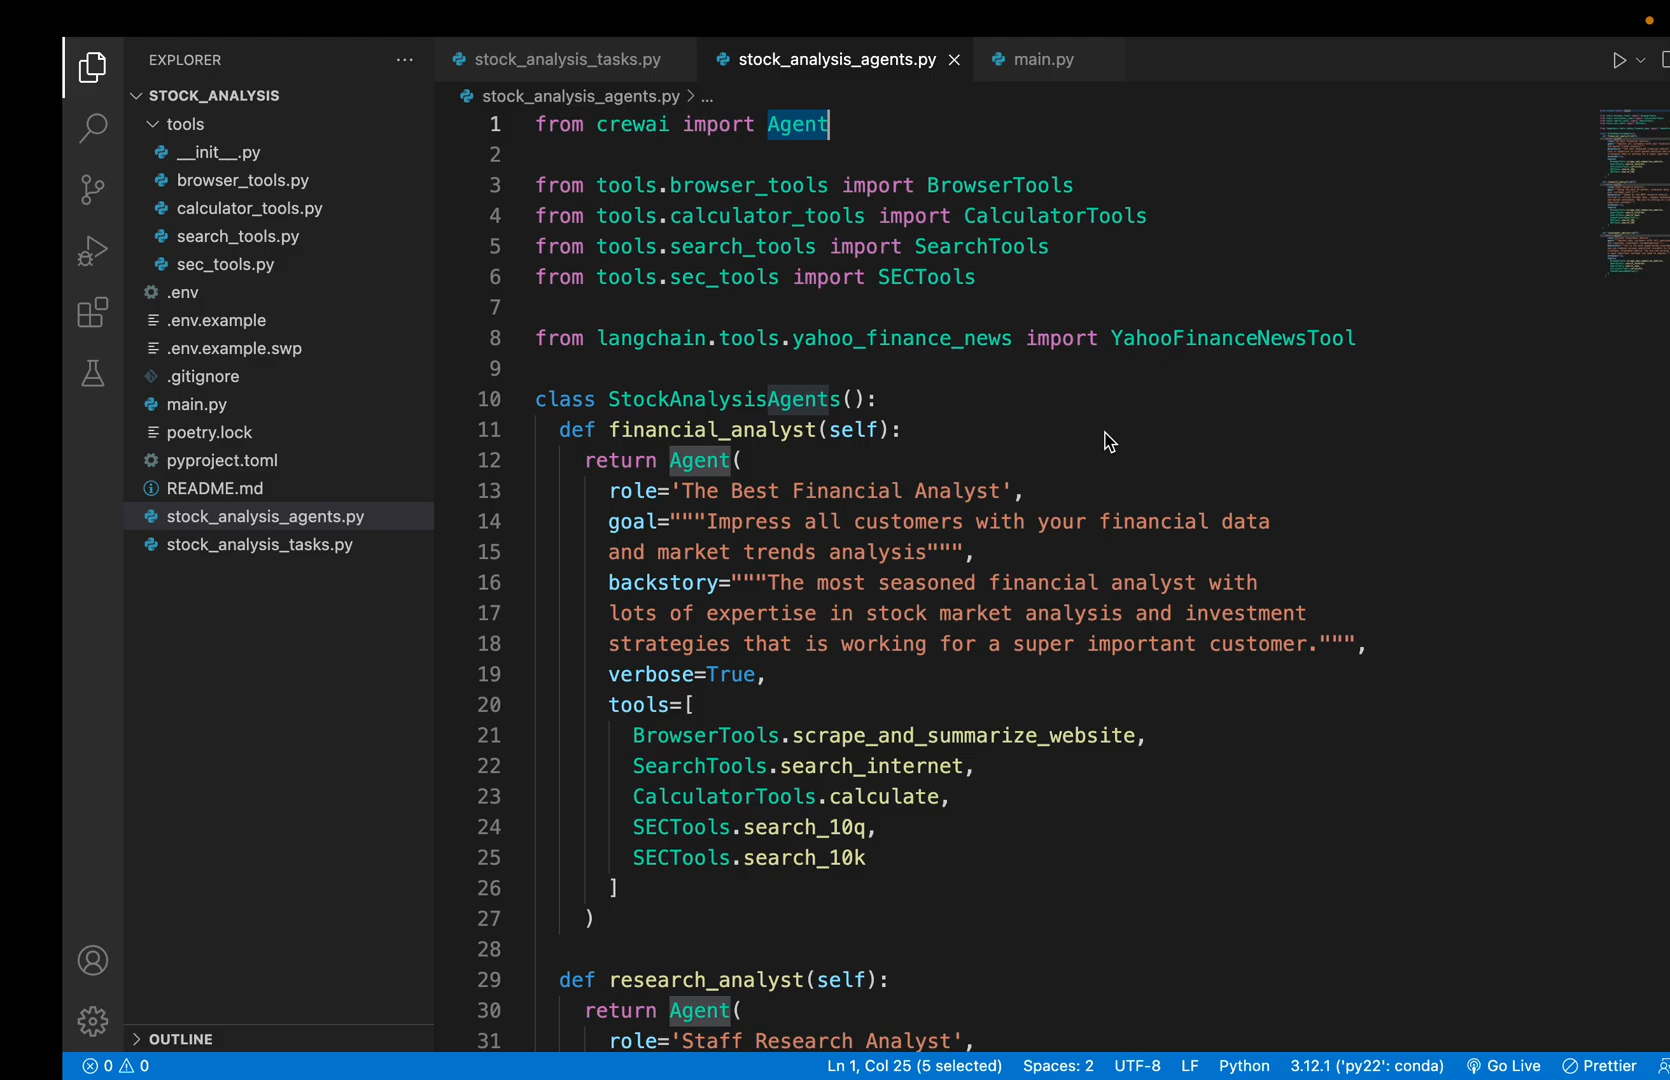 EXPLORER
STOCK_ANALYSIS
tools
__init__.py
browser_tools.py
calculator_tools.py
search_tools.py
sec_tools.py
.env
.env.example
.env.example.swp
.gitignore
main.py
poetry.lock
pyproject.toml
README.md
stock_analysis_agents.py
stock_analysis_tasks.py
OUTLINE
stock_analysis_tasks.py stock_analysis_agents.py main.py
stock_analysis_agents.py > ...
1 from crewai import Agent
2
3 from tools.browser_tools import BrowserTools
4 from tools.calculator_tools import CalculatorTools
5 from tools.search_tools import SearchTools
6 from tools.sec_tools import SECTools
7
8 from langchain.tools.yahoo_finance_news import YahooFinanceNewsTool
9
10 class StockAnalysisAgents():
11 def financial_analyst(self):
12 return Agent(
13 role='The Best Financial Analyst',
14 goal="""Impress all customers with your financial data
15 and market trends analysis""",
16 backstory="""The most seasoned financial analyst with
17 lots of expertise in stock market analysis and investment
18 strategies that is working for a super important customer.""",
19 verbose=True,
20 tools=[
21 BrowserTools.scrape_and_summarize_website,
22 SearchTools.search_internet,
23 CalculatorTools.calculate,
24 SECTools.search_10q,
25 SECTools.search_10k
26 ]
27 )
28
29 def research_analyst(self):
30 return Agent(
31 role='Staff Research Analyst',
0 0 Ln 1, Col 25 (5 selected) Spaces: 2 UTF-8 LF Python 3.12.1 ('py22': conda) Go Live Prettier